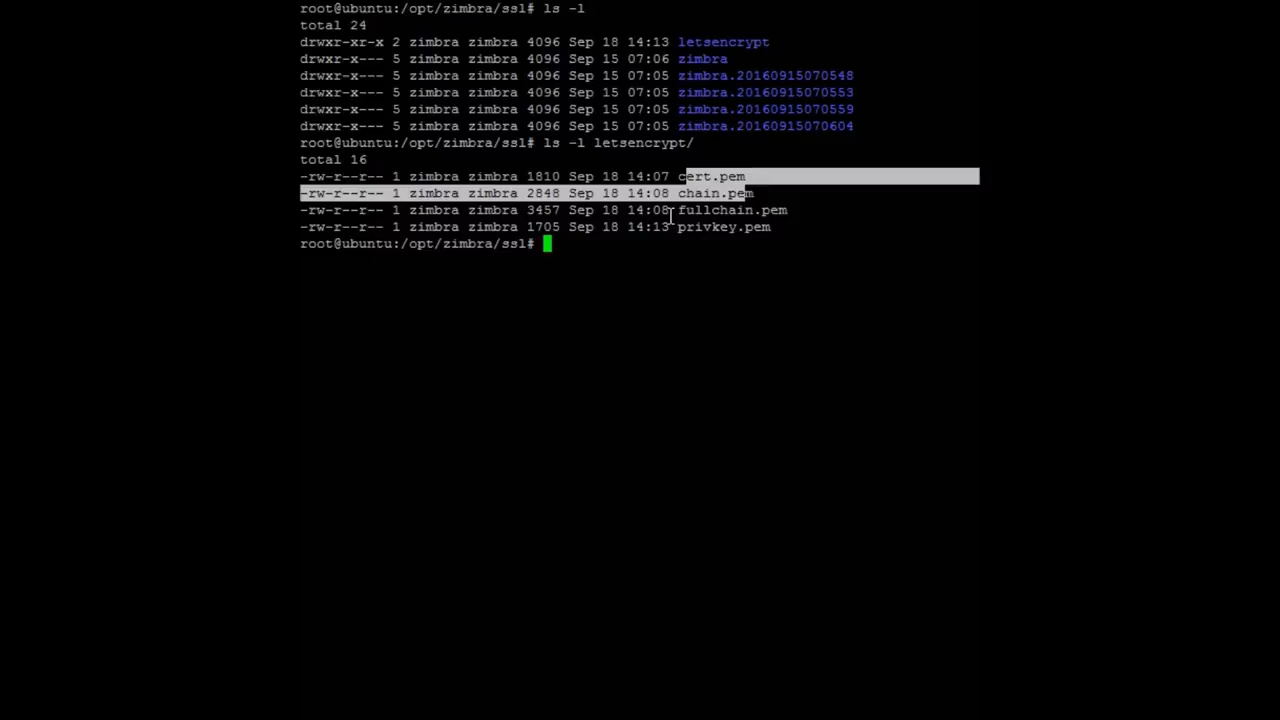 root@ubuntu:/opt/zimbra/ssl# ls -l
total 24
drwxr-xr-x 2 zimbra zimbra 4096 Sep 18 14:13 letsencrypt
drwxr-x--- 5 zimbra zimbra 4096 Sep 15 07:06 zimbra
drwxr-x--- 5 zimbra zimbra 4096 Sep 15 07:05 zimbra.20160915070548
drwxr-x--- 5 zimbra zimbra 4096 Sep 15 07:05 zimbra.20160915070553
drwxr-x--- 5 zimbra zimbra 4096 Sep 15 07:05 zimbra.20160915070559
drwxr-x--- 5 zimbra zimbra 4096 Sep 15 07:05 zimbra.20160915070604
root@ubuntu:/opt/zimbra/ssl# ls -l letsencrypt/
total 16
-rw-r--r-- 1 zimbra zimbra 1810 Sep 18 14:07 cert.pem
-rw-r--r-- 1 zimbra zimbra 2848 Sep 18 14:08 chain.pem
-rw-r--r-- 1 zimbra zimbra 3457 Sep 18 14:08 fullchain.pem
-rw-r--r-- 1 zimbra zimbra 1705 Sep 18 14:13 privkey.pem
root@ubuntu:/opt/zimbra/ssl#